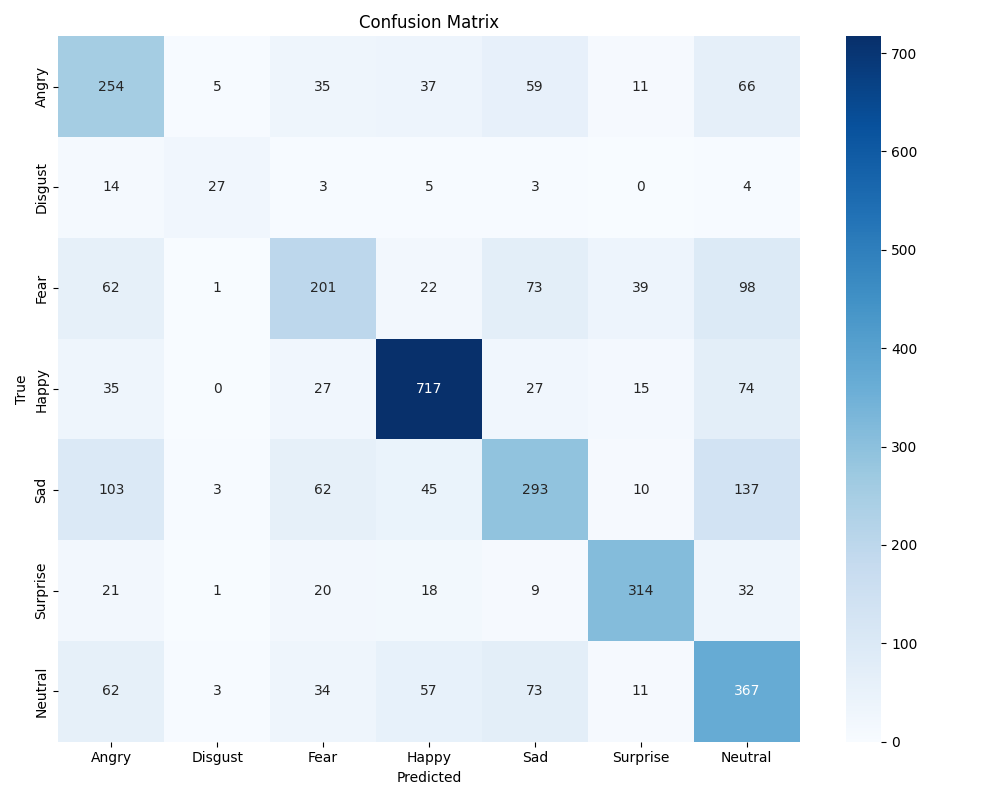 Confusion Matrix
Angry 254 5 35 37 59 11 66
Disgust 14 27 3 5 3 0 4
Fear 62 1 201 22 73 39 98
Happy 35 0 27 717 27 15 74
Sad 103 3 62 45 293 10 137
Surprise 21 1 20 18 9 314 32
Neutral 62 3 34 57 73 11 367
True
Angry Disgust Fear Happy Sad Surprise Neutral
Predicted
700
600
500
400
300
200
100
0